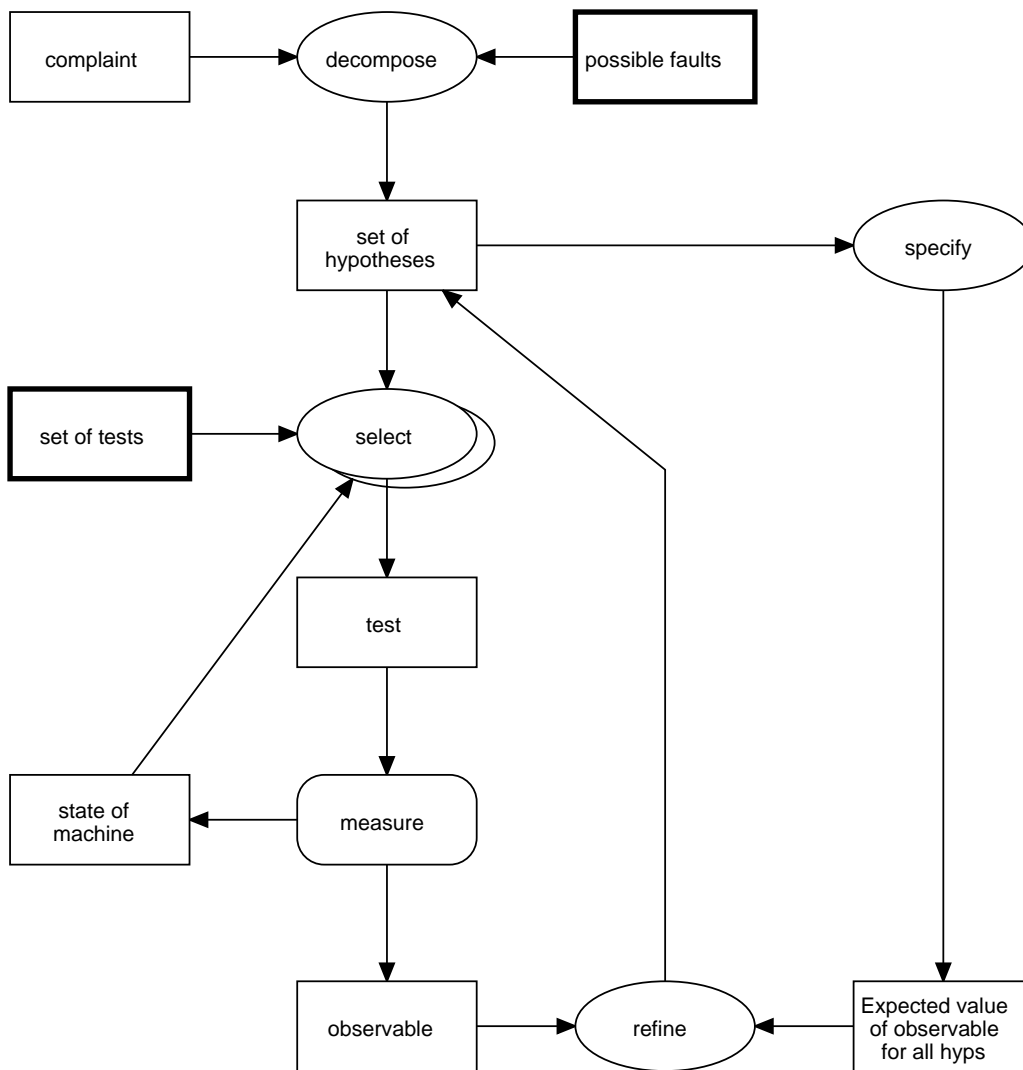 complaint
decompose
possible faults
set of
hypotheses
specify
set of tests
select
test
state of
machine
measure
observable
refine
Expected value
of observable
for all hyps